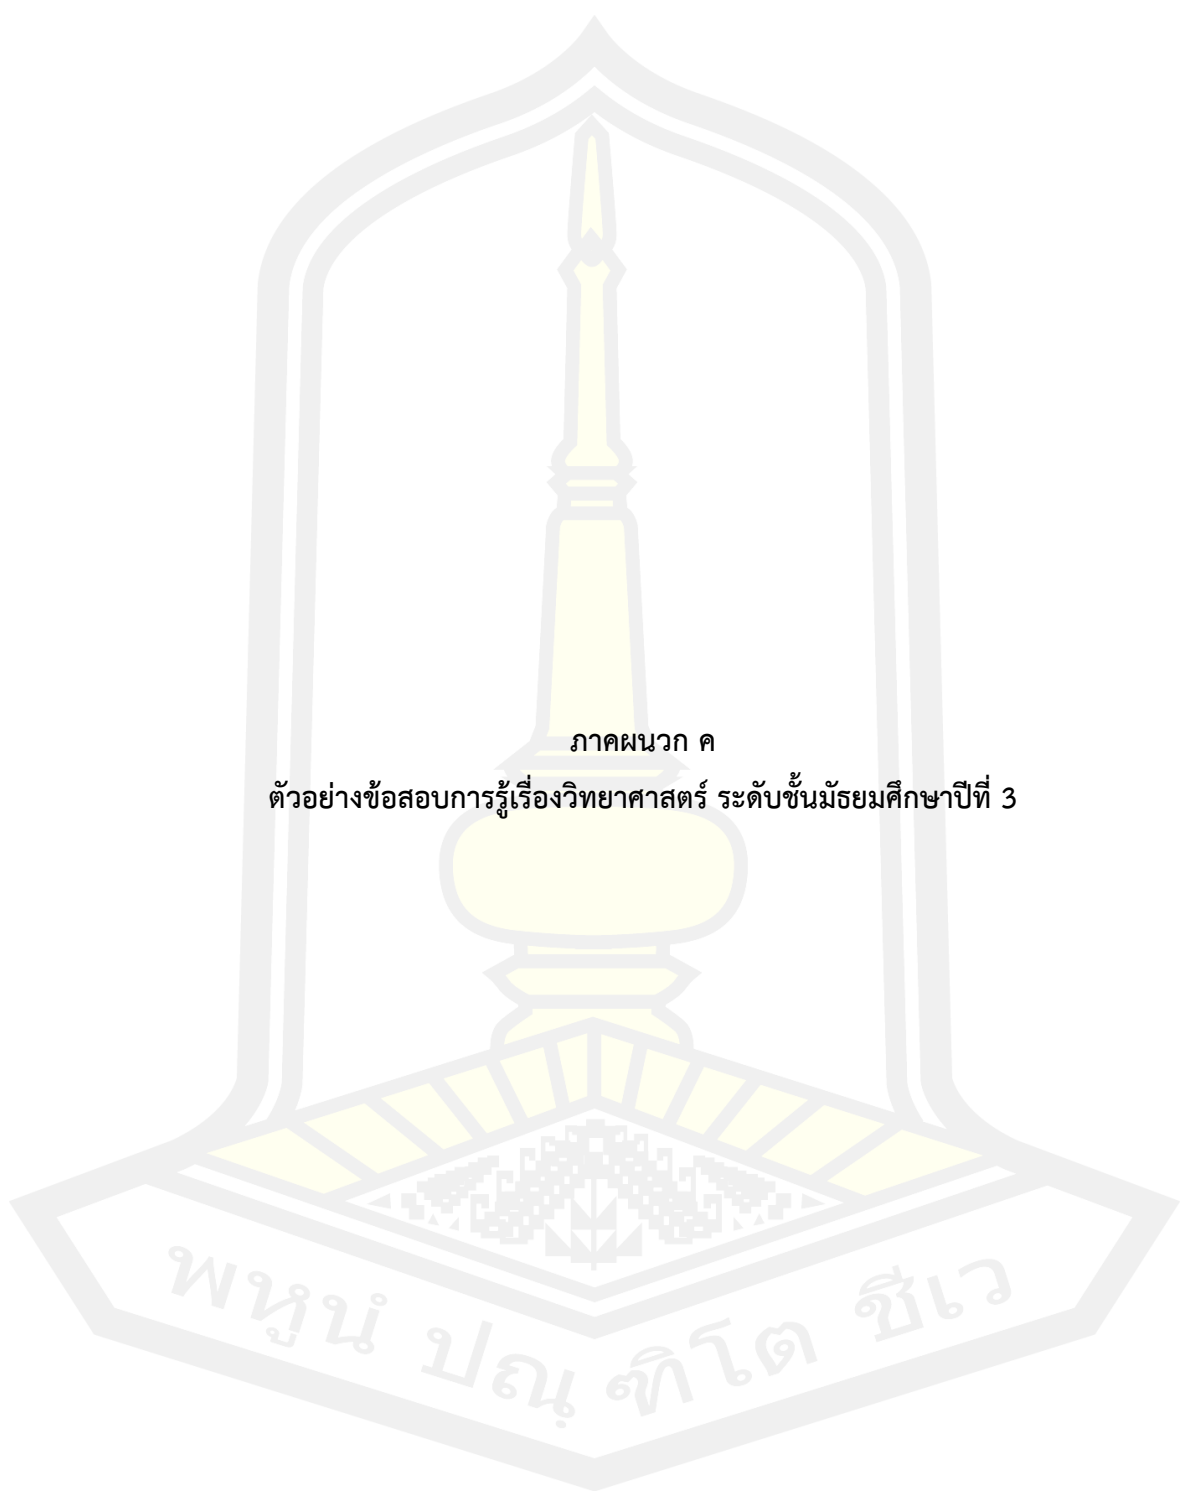 ภาคผนวก ค
ตัวอย่างข้อสอบการรู้เรื่องวิทยาศาสตร์ ระดับชั้นมัธยมศึกษาปีที่ 3
พหูนํ ปณฺฑิโต ชีเว